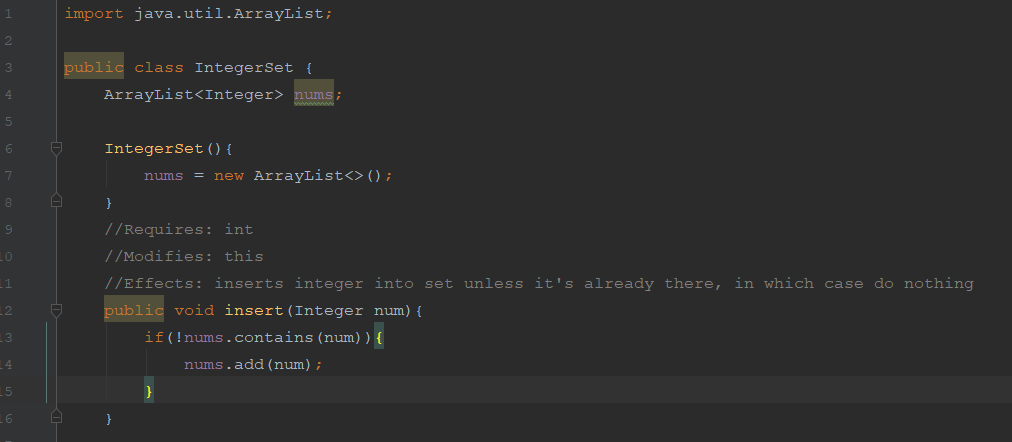 1 import java.util.ArrayList;
2
3 public class IntegerSet {
4 ArrayList<Integer> nums;
5
6 IntegerSet(){
7 nums = new ArrayList<>();
8 }
9 //Requires: int
10 //Modifies: this
11 //Effects: inserts integer into set unless it's already there, in which case do nothing
12 public void insert(Integer num){
13 if(!nums.contains(num)){
14 nums.add(num);
15 }
16 }